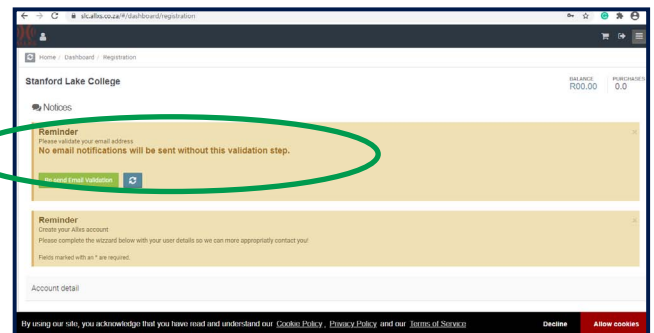 slc.allxs.co.za/#/dashboard/registration
Home / Dashboard / Registration
Stanford Lake College
BALANCE
R00.00
PURCHASES
0.0
Notices
Reminder
Please validate your email address
No email notifications will be sent without this validation step.
Re-send Email Validation
Reminder
Create your Allxs account
Please complete the wizzard below with your user details so we can more appropriatly contact you!
Fields marked with an * are required.
Account detail
By using our site, you acknowledge that you have read and understand our Cookie Policy, Privacy Policy and our Terms of Service
Decline
Allow cookies